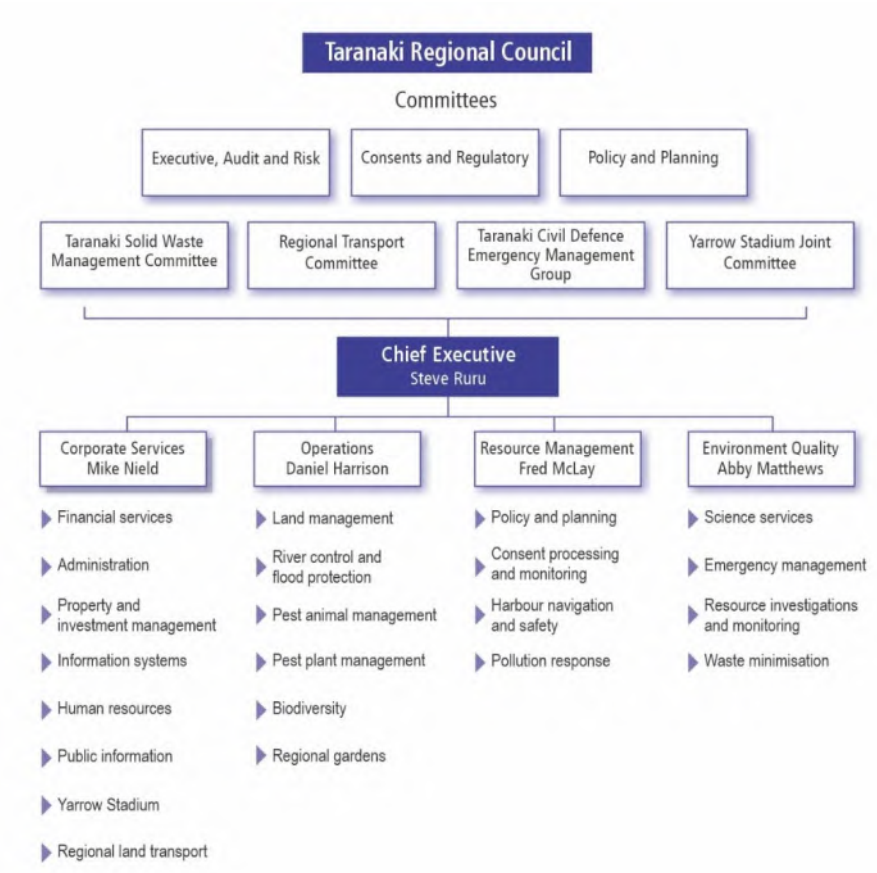 Taranaki Regional Council
Committees
Executive, Audit and Risk
Consents and Regulatory
Policy and Planning
Taranaki Solid Waste
Management Committee
Regional Transport
Committee
Taranaki Civil Defence
Emergency Management
Group
Yarrow Stadium Joint
Committee
Chief Executive
Steve Ruru
Corporate Services
Mike Nield
Financial services
Administration
Property and
investment management
Information systems
Human resources
Public information
Yarrow Stadium
Regional land transport
Operations
Daniel Harrison
Land management
River control and
flood protection
Pest animal management
Pest plant management
Biodiversity
Regional gardens
Resource Management
Fred McLay
Policy and planning
Consent processing
and monitoring
Harbour navigation
and safety
Pollution response
Environment Quality
Abby Matthews
Science services
Emergency management
Resource investigations
and monitoring
Waste minimisation